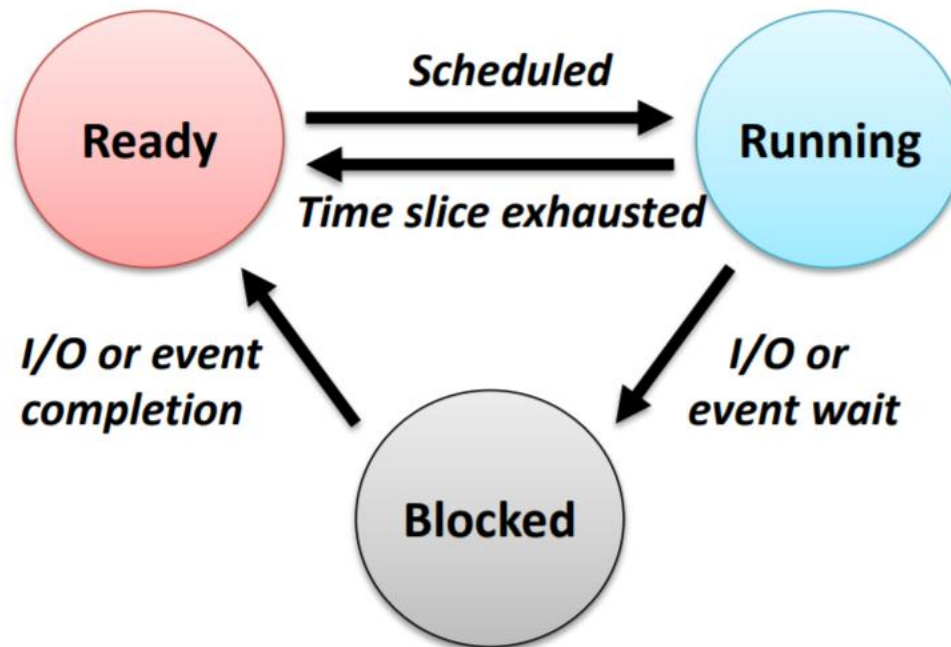 Scheduled
Ready
Running
Time slice exhausted
I/O or event
completion
I/O or
event wait
Blocked